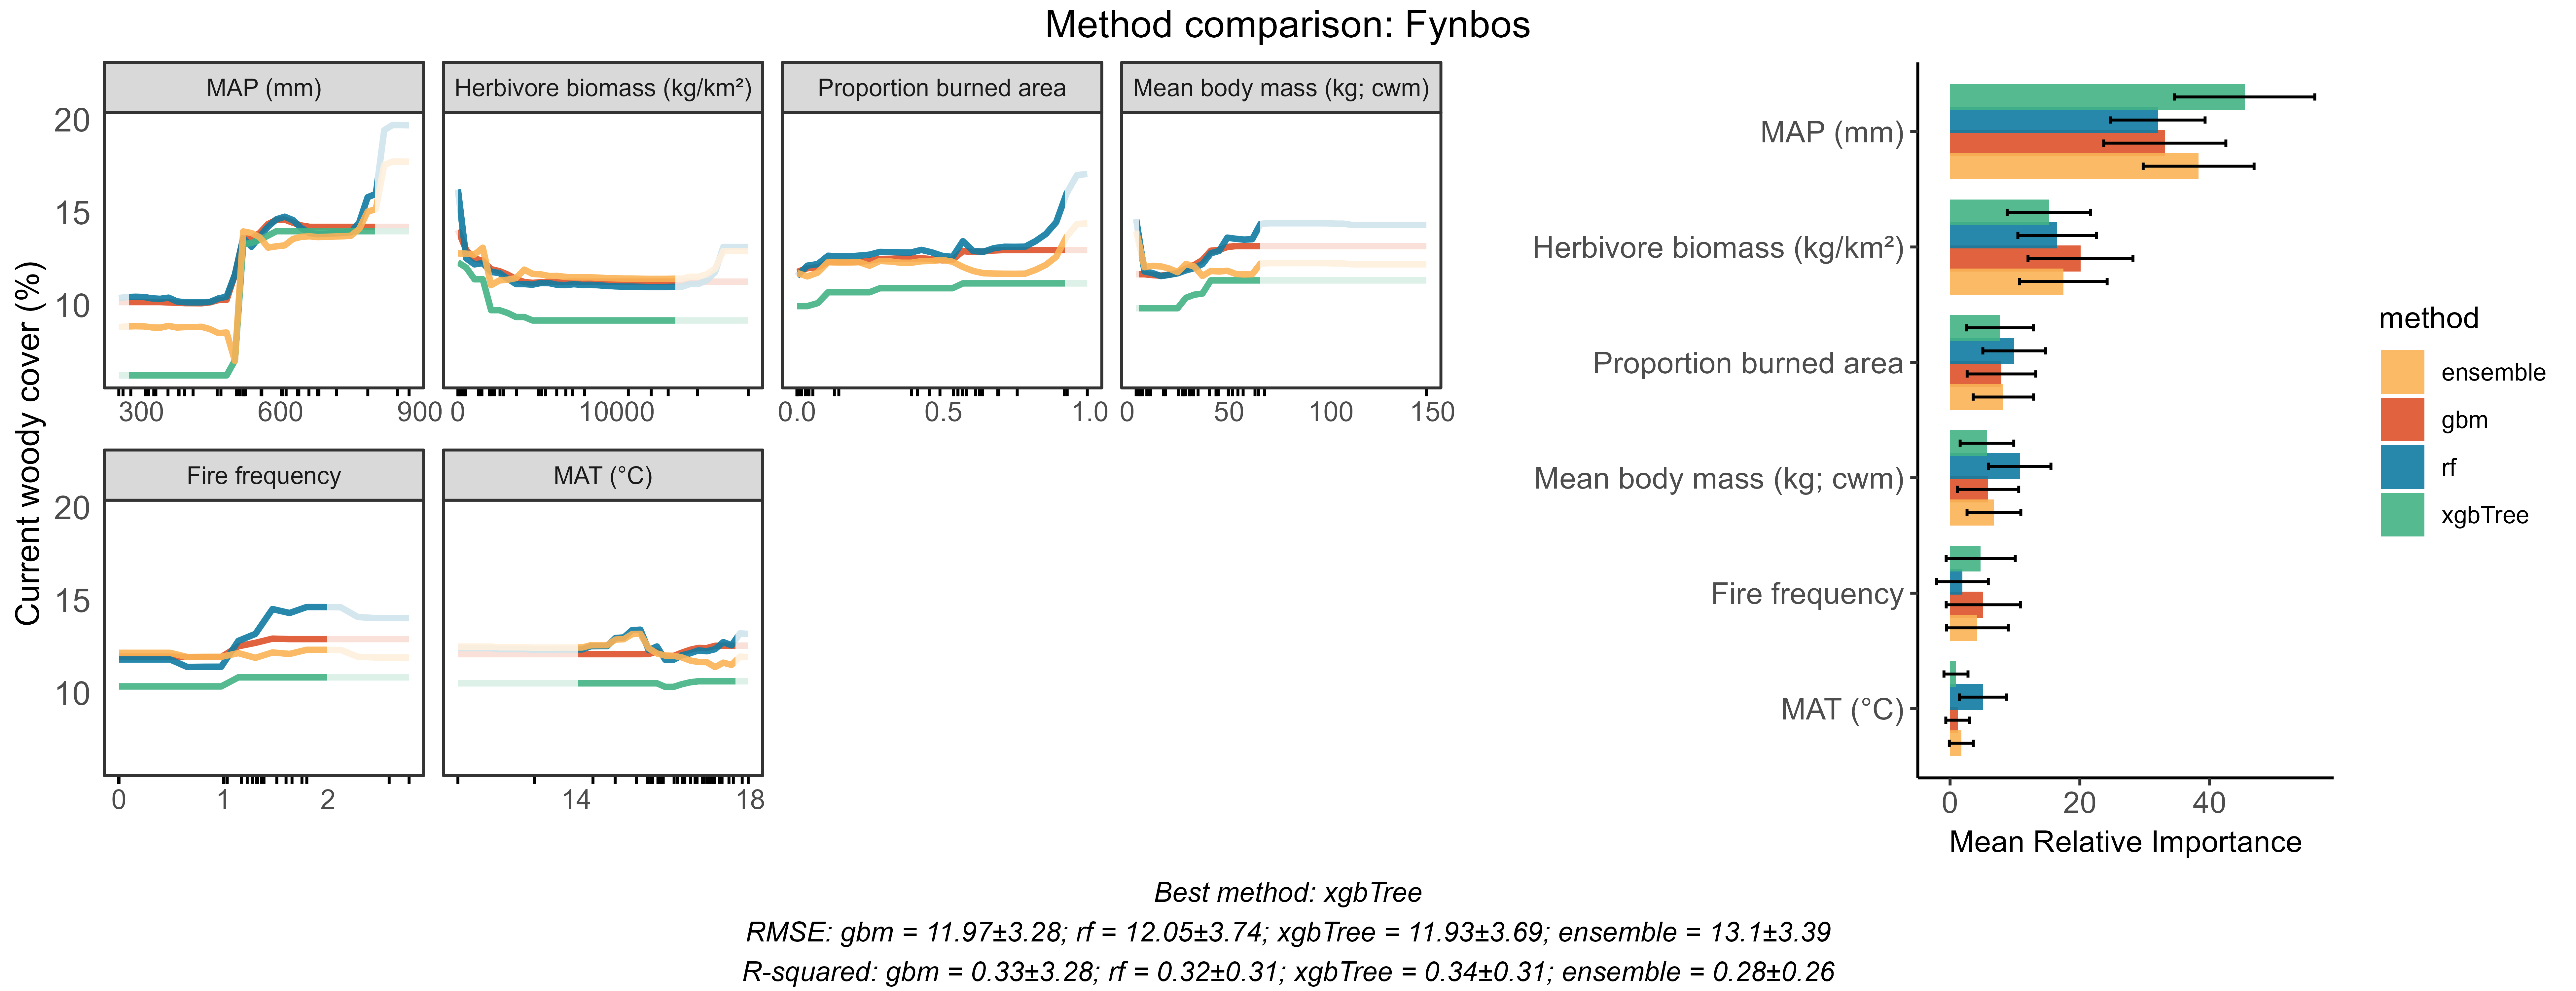 Method comparison: Fynbos
MAP (mm)
Herbivore biomass (kg/km²)
Proportion burned area
Mean body mass (kg; cwm)
Current woody cover (%)
20
15
10
300 600 900
0 10000
0.0 0.5 1.0
0 50 100 150
Fire frequency
MAT (°C)
20
15
10
0 1 2
14 18
MAP (mm)
Herbivore biomass (kg/km²)
Proportion burned area
Mean body mass (kg; cwm)
Fire frequency
MAT (°C)
0 20 40
Mean Relative Importance
method
ensemble
gbm
rf
xgbTree
Best method: xgbTree
RMSE: gbm = 11.97±3.28; rf = 12.05±3.74; xgbTree = 11.93±3.69; ensemble = 13.1±3.39
R-squared: gbm = 0.33±3.28; rf = 0.32±0.31; xgbTree = 0.34±0.31; ensemble = 0.28±0.26